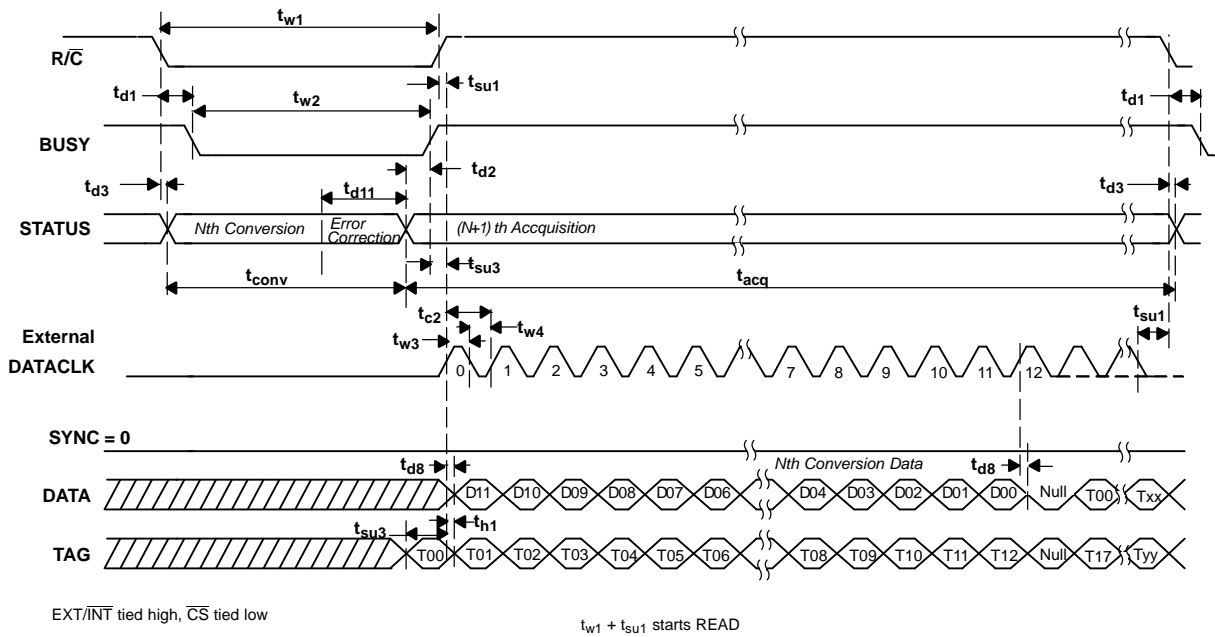 tw1
R/C
tsu1
td1
tw2
td1
BUSY
td2
td3
td11
td3
STATUS
Nth Conversion
Error
Correction
(N+1) th Accquisition
tsu3
tconv
tacq
tc2
tsu1
External
tw3
tw4
DATACLK
0 1 2 3 4 5 7 8 9 10 11 12
SYNC = 0
td8
Nth Conversion Data
td8
DATA
D11 D10 D09 D08 D07 D06 D04 D03 D02 D01 D00 Null T00 Txx
tsu3
th1
TAG
T00 T01 T02 T03 T04 T05 T06 T08 T09 T10 T11 T12 Null T17 Tyy
EXT/INT tied high, CS tied low
tw1 + tsu1 starts READ